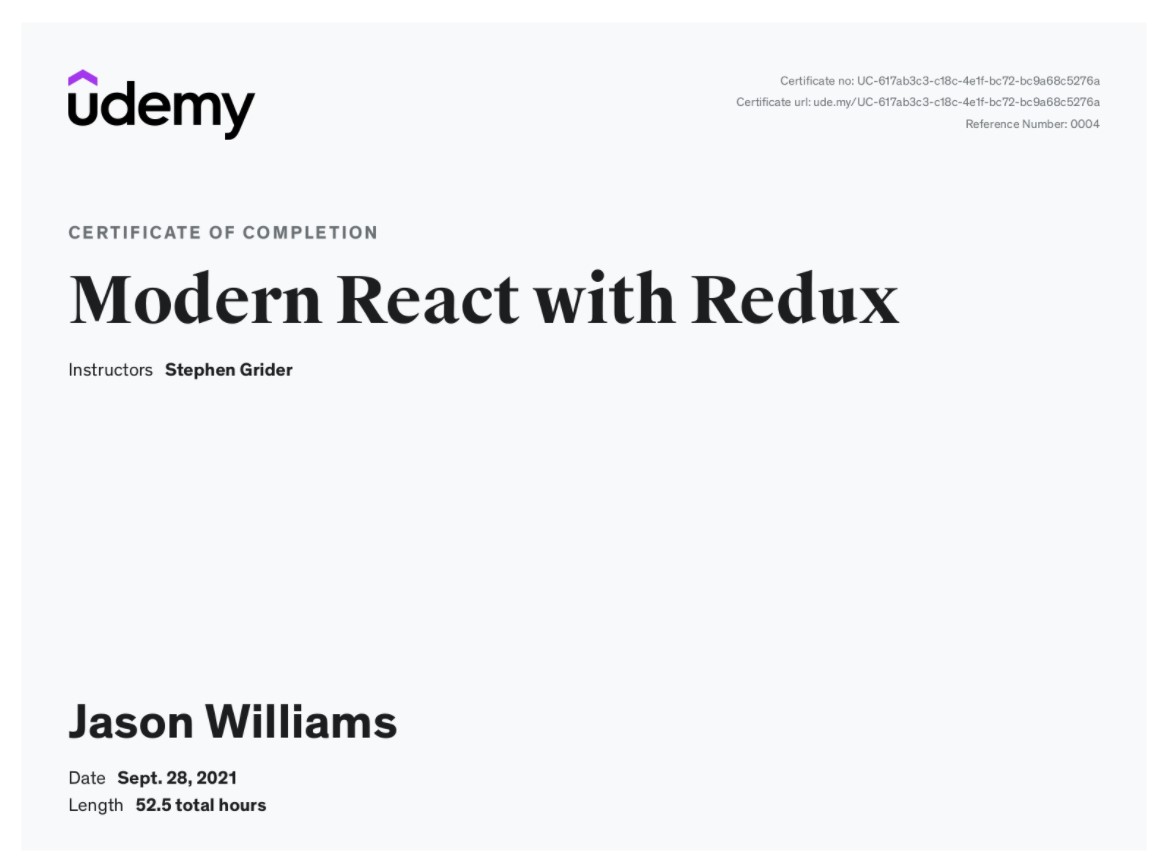 udemy
Certificate no: UC-617ab3c3-c18c-4e1f-bc72-bc9a68c5276a
Certificate url: ude.my/UC-617ab3c3-c18c-4e1f-bc72-bc9a68c5276a
Reference Number: 0004
CERTIFICATE OF COMPLETION
Modern React with Redux
Instructors Stephen Grider
Jason Williams
Date Sept. 28, 2021
Length 52.5 total hours